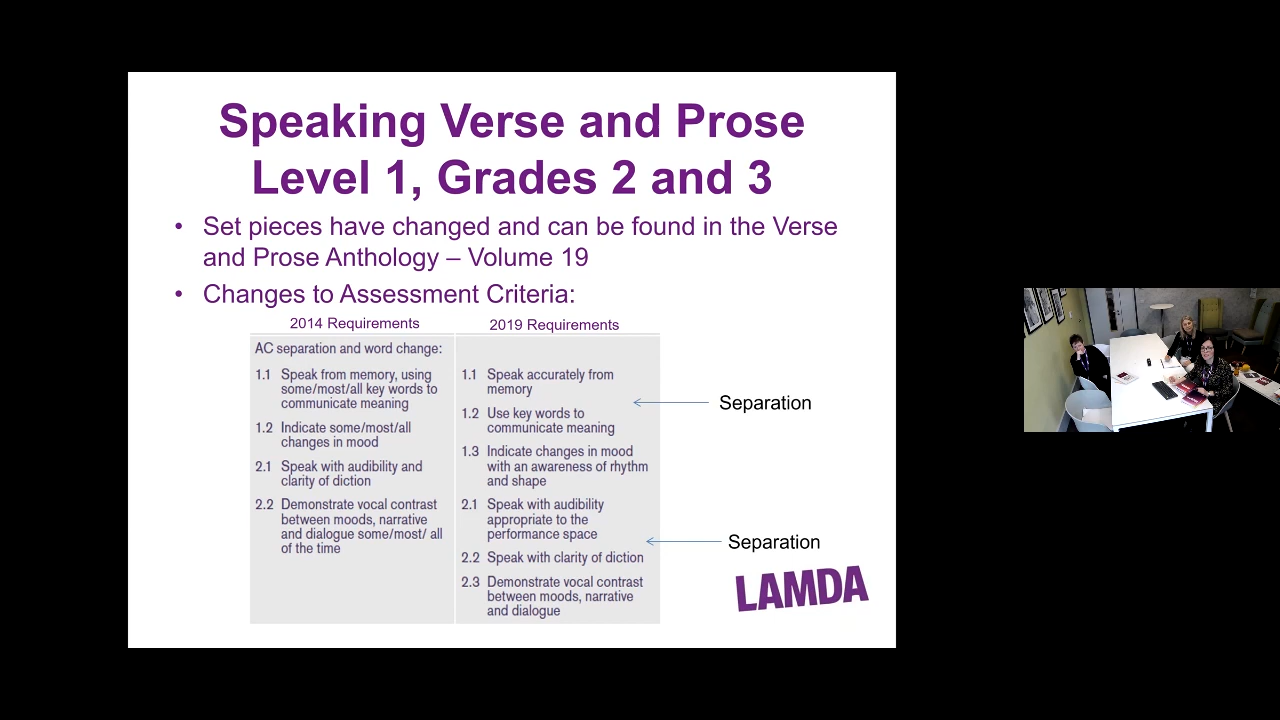 Speaking Verse and Prose
Level 1, Grades 2 and 3
• Set pieces have changed and can be found in the Verse
and Prose Anthology – Volume 19
• Changes to Assessment Criteria:
2014 Requirements
AC separation and word change:
1.1 Speak from memory, using
some/most/all key words to
communicate meaning
1.2 Indicate some/most/all
changes in mood
2.1 Speak with audibility and
clarity of diction
2.2 Demonstrate vocal contrast
between moods, narrative
and dialogue some/most/ all
of the time
2019 Requirements
1.1 Speak accurately from
memory
1.2 Use key words to
communicate meaning
1.3 Indicate changes in mood
with an awareness of rhythm
and shape
2.1 Speak with audibility
appropriate to the
performance space
2.2 Speak with clarity of diction
2.3 Demonstrate vocal contrast
between moods, narrative
and dialogue
Separation
Separation
LAMDA